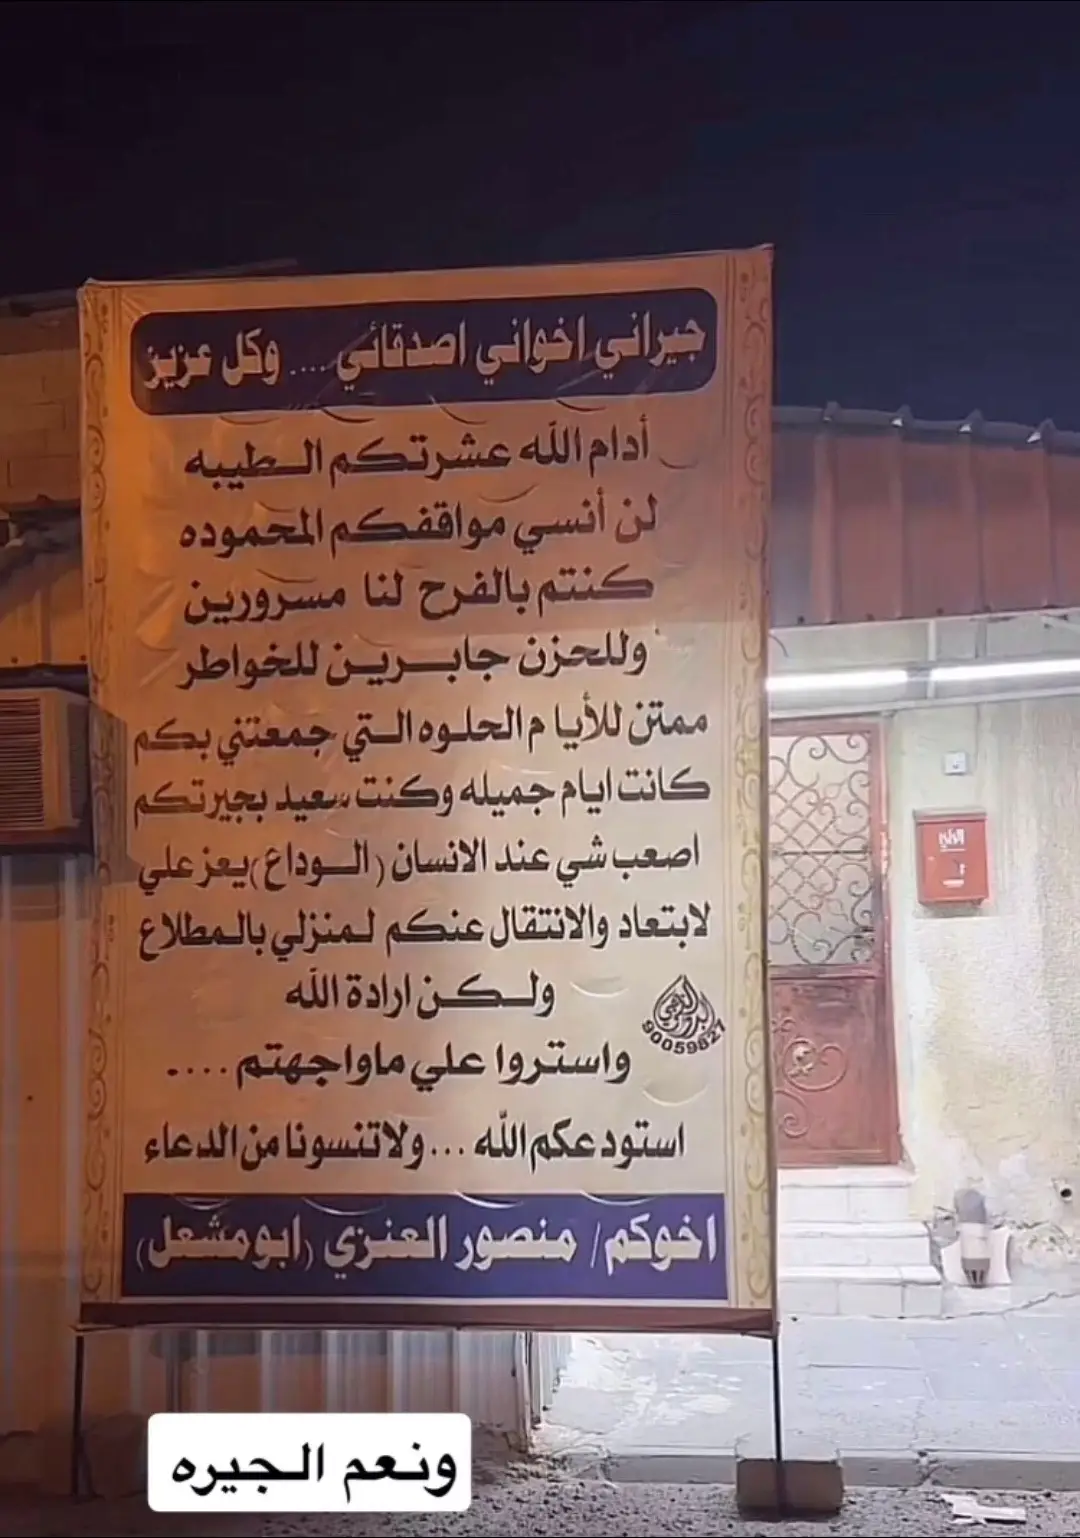 جيراني اخواني اصدقائي .... وكل عزيز
أدام الله عشرتكم الطيبه
لن أنسي مواقفكم المحموده
كنتم بالفرح لنا مسرورين
وللحزن جابرين للخواطر
ممتن للأيا م الحلوه التي جمعتني بكم
كانت ايام جميله وكنت سعيد بجيرتكم
اصعب شي عند الانسان (الوداع) يعز علي
لابتعاد والانتقال عنكم لمنزلي بالمطلاع
ولكن ارادة الله
90059827
واستروا علي ماواجهتم ....
استودعكم الله ... ولاتنسونا من الدعاء
اخوكم/ منصور العنزي (ابومشعل)
ونعم الجيره